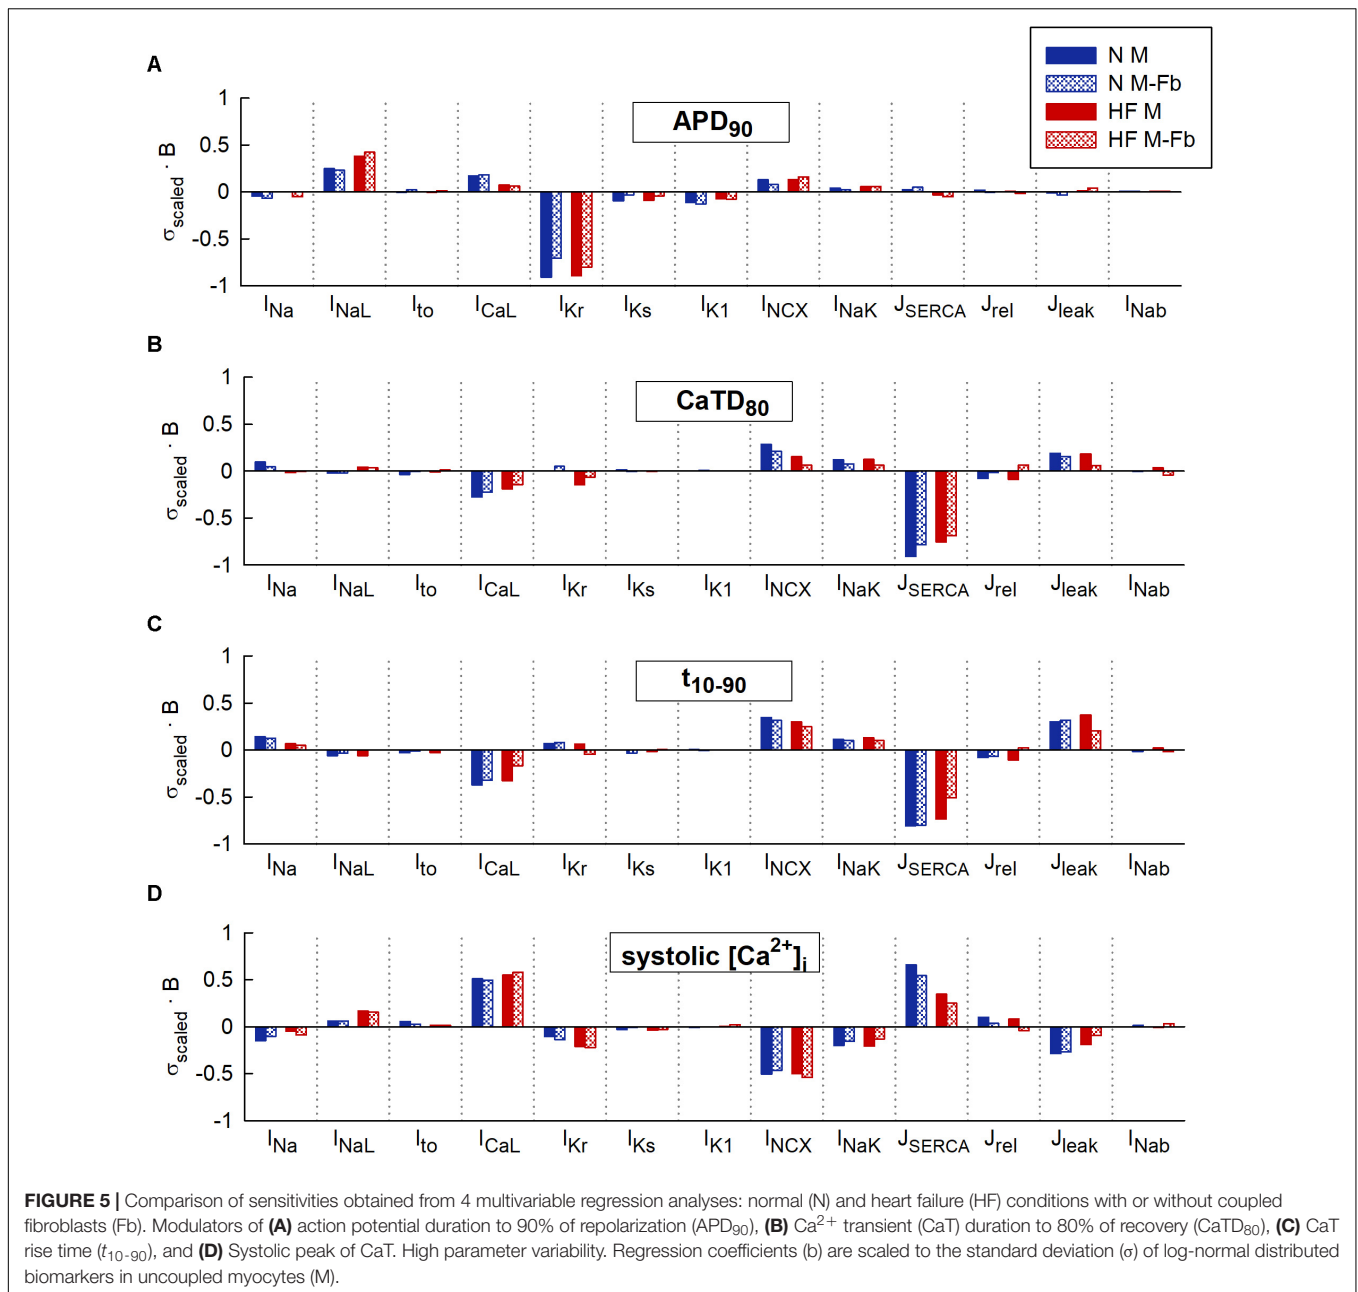 N M
N M-Fb
HF M
HF M-Fb
A
APD90
1
0.5
0
-0.5
-1
σscaled · B
INa INaL Ito ICaL IKr IKs IK1 INCX INaK JSERCA Jrel Jleak INab
B
CaTD80
1
0.5
0
-0.5
-1
σscaled · B
INa INaL Ito ICaL IKr IKs IK1 INCX INaK JSERCA Jrel Jleak INab
C
t10-90
1
0.5
0
-0.5
-1
σscaled · B
INa INaL Ito ICaL IKr IKs IK1 INCX INaK JSERCA Jrel Jleak INab
D
systolic [Ca2+]i
1
0.5
0
-0.5
-1
σscaled · B
INa INaL Ito ICaL IKr IKs IK1 INCX INaK JSERCA Jrel Jleak INab
FIGURE 5 | Comparison of sensitivities obtained from 4 multivariable regression analyses: normal (N) and heart failure (HF) conditions with or without coupled
fibroblasts (Fb). Modulators of (A) action potential duration to 90% of repolarization (APD90), (B) Ca2+ transient (CaT) duration to 80% of recovery (CaTD80), (C) CaT
rise time (t10-90), and (D) Systolic peak of CaT. High parameter variability. Regression coefficients (b) are scaled to the standard deviation (σ) of log-normal distributed
biomarkers in uncoupled myocytes (M).